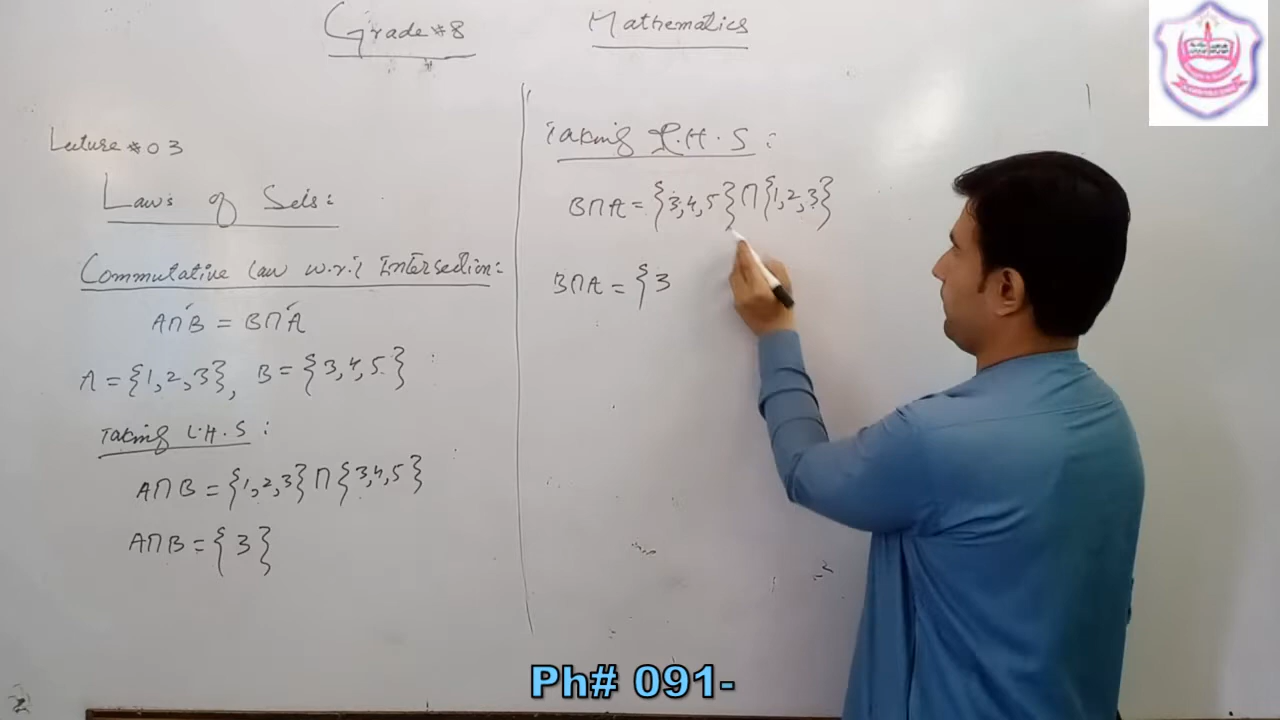 Grade #8 Mathematics
Lecture #03
Laws of Sets:
Commutative law w.r.t Intersection:
A∩B = B∩A
A = {1, 2, 3}, B = {3, 4, 5}
Taking L.H.S:
A∩B = {1, 2, 3} ∩ {3, 4, 5}
A∩B = { 3 }
Taking R.H.S:
B∩A = {3, 4, 5} ∩ {1, 2, 3}
B∩A = { 3
Ph# 091-